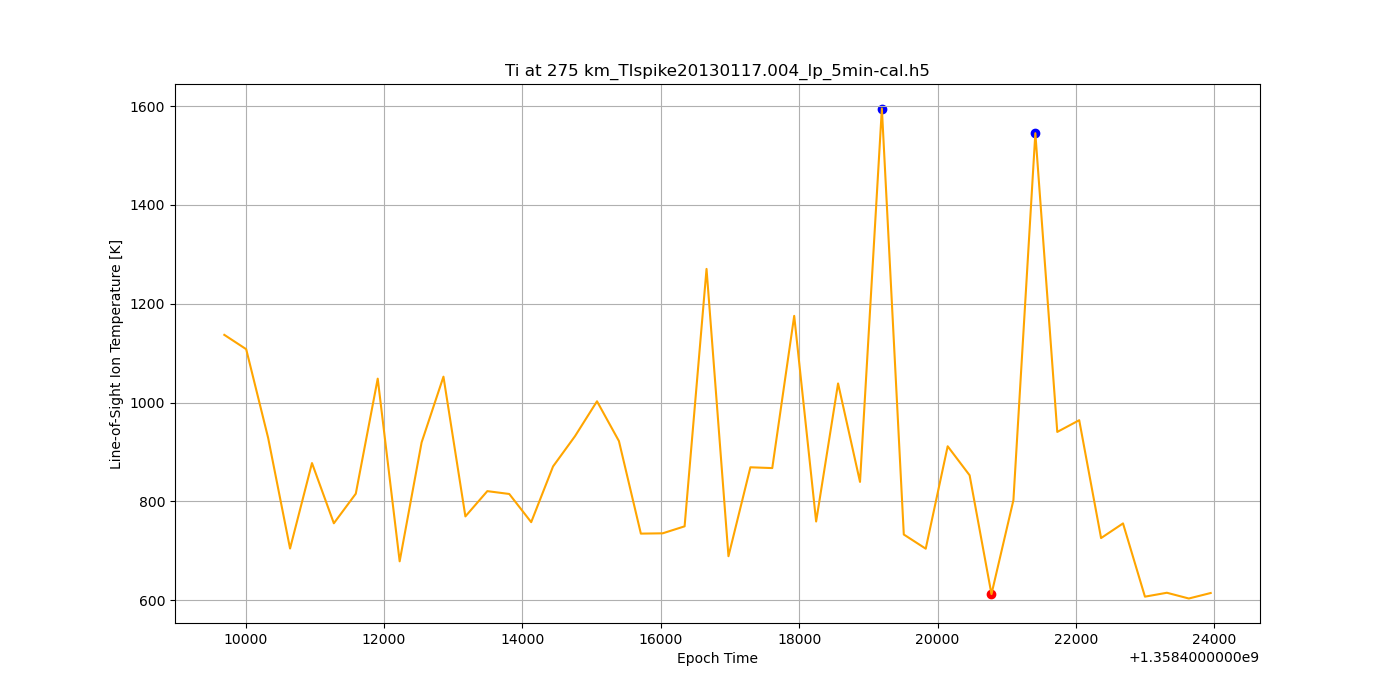 Ti at 275 km_TIspike20130117.004_lp_5min-cal.h5
Line-of-Sight Ion Temperature [K]
1600
1400
1200
1000
800
600
10000 12000 14000 16000 18000 20000 22000 24000
Epoch Time
+1.3584000000e9